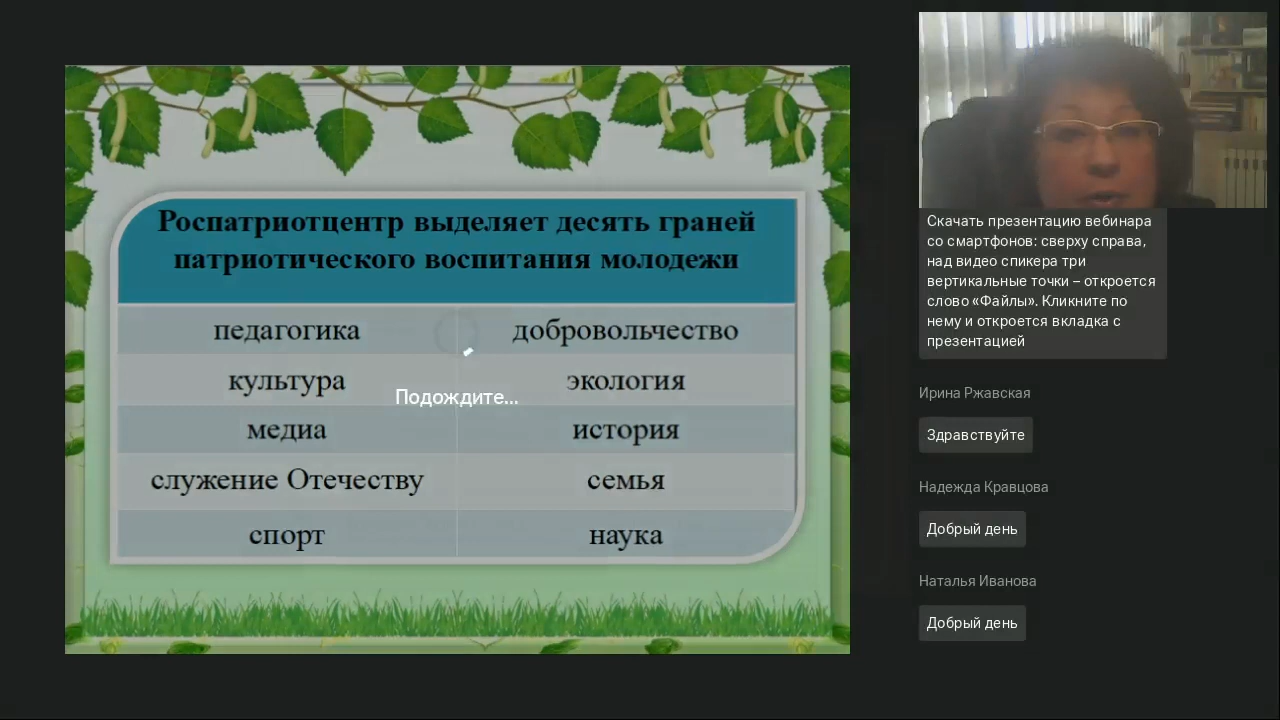 Роспатриотцентр выделяет десять граней
патриотического воспитания молодежи
педагогика добровольчество
культура экология
Подождите...
медиа история
служение Отечеству семья
спорт наука
Скачать презентацию вебинара
со смартфонов: сверху справа,
над видео спикера три
вертикальные точки – откроется
слово «Файлы». Кликните по
нему и откроется вкладка с
презентацией
Ирина Ржавская
Здравствуйте
Надежда Кравцова
Добрый день
Наталья Иванова
Добрый день